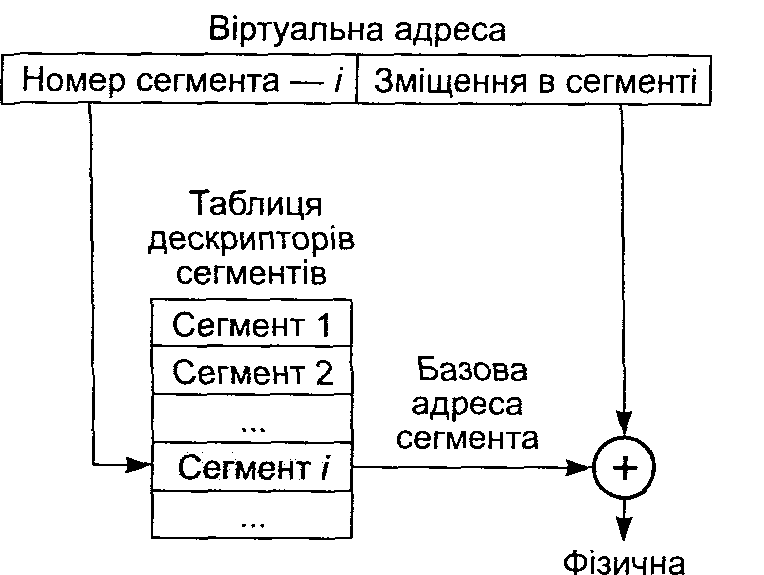 Віртуальна адреса
Номер сегмента — i
Зміщення в сегменті
Таблиця
дескрипторів
сегментів
Сегмент 1
Сегмент 2
...
Сегмент i
...
Базова
адреса
сегмента
+
Фізична